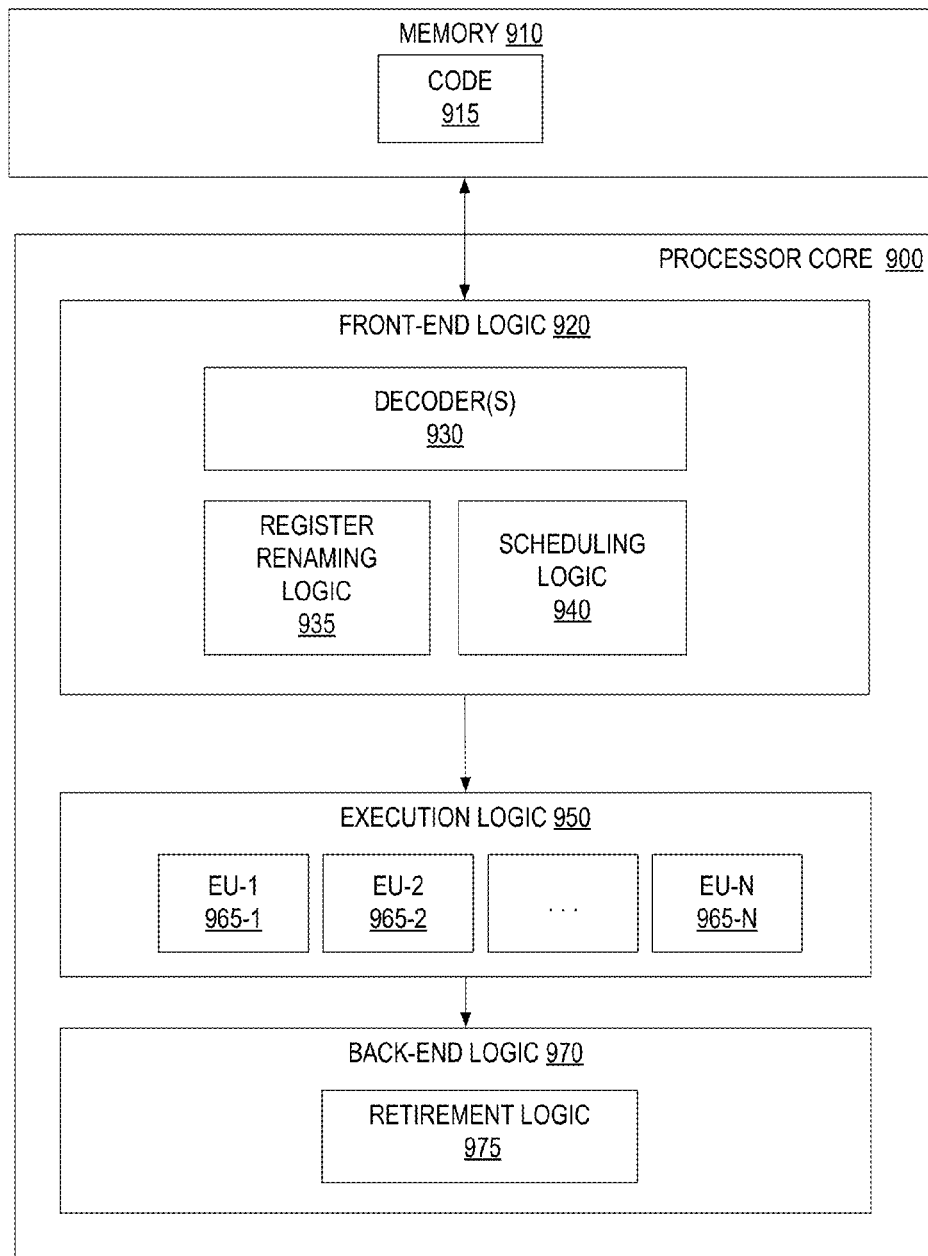 MEMORY 910
CODE
915
PROCESSOR CORE 900
FRONT-END LOGIC 920
DECODER(S)
930
REGISTER
RENAMING
LOGIC
935
SCHEDULING
LOGIC
940
EXECUTION LOGIC 950
EU-1
965-1
EU-2
965-2
. . .
EU-N
965-N
BACK-END LOGIC 970
RETIREMENT LOGIC
975